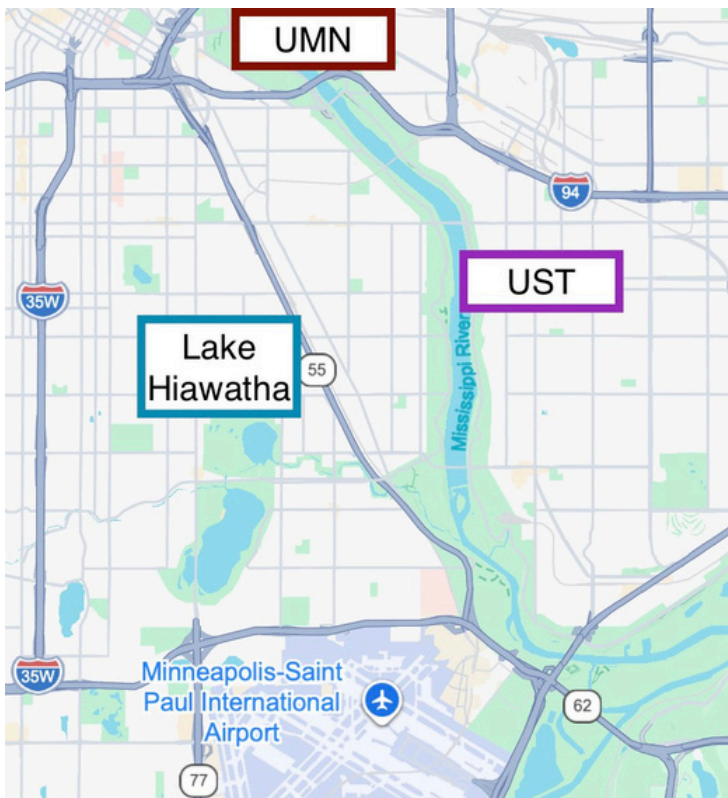 UMN
94
UST
35W
Lake
Hiawatha
55
Mississippi River
35W
Minneapolis-Saint
Paul International
Airport
62
77